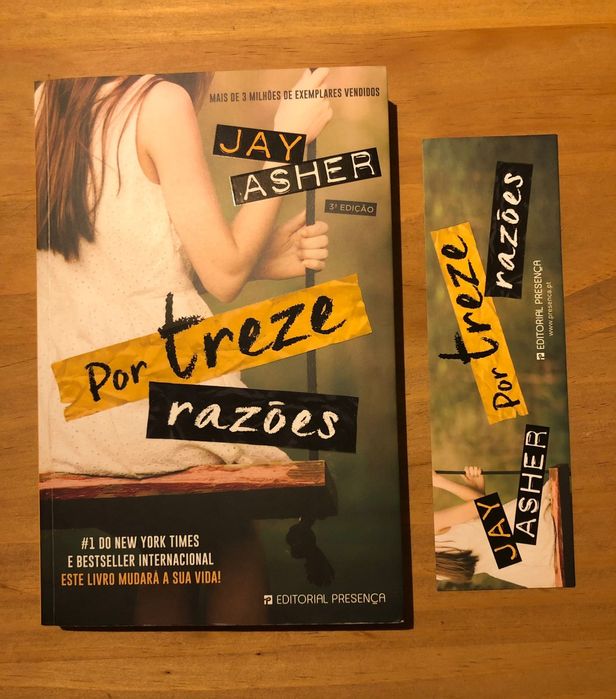 MAIS DE 3 MILHÕES DE EXEMPLARES VENDIDOS
JAY
ASHER
3ª EDIÇÃO
Por treze
razões
#1 DO NEW YORK TIMES
E BESTSELLER INTERNACIONAL
ESTE LIVRO MUDARÁ A SUA VIDA!
EDITORIAL PRESENÇA
Por treze
razões
EDITORIAL PRESENÇA
www.presenca.pt
JAY
ASHER